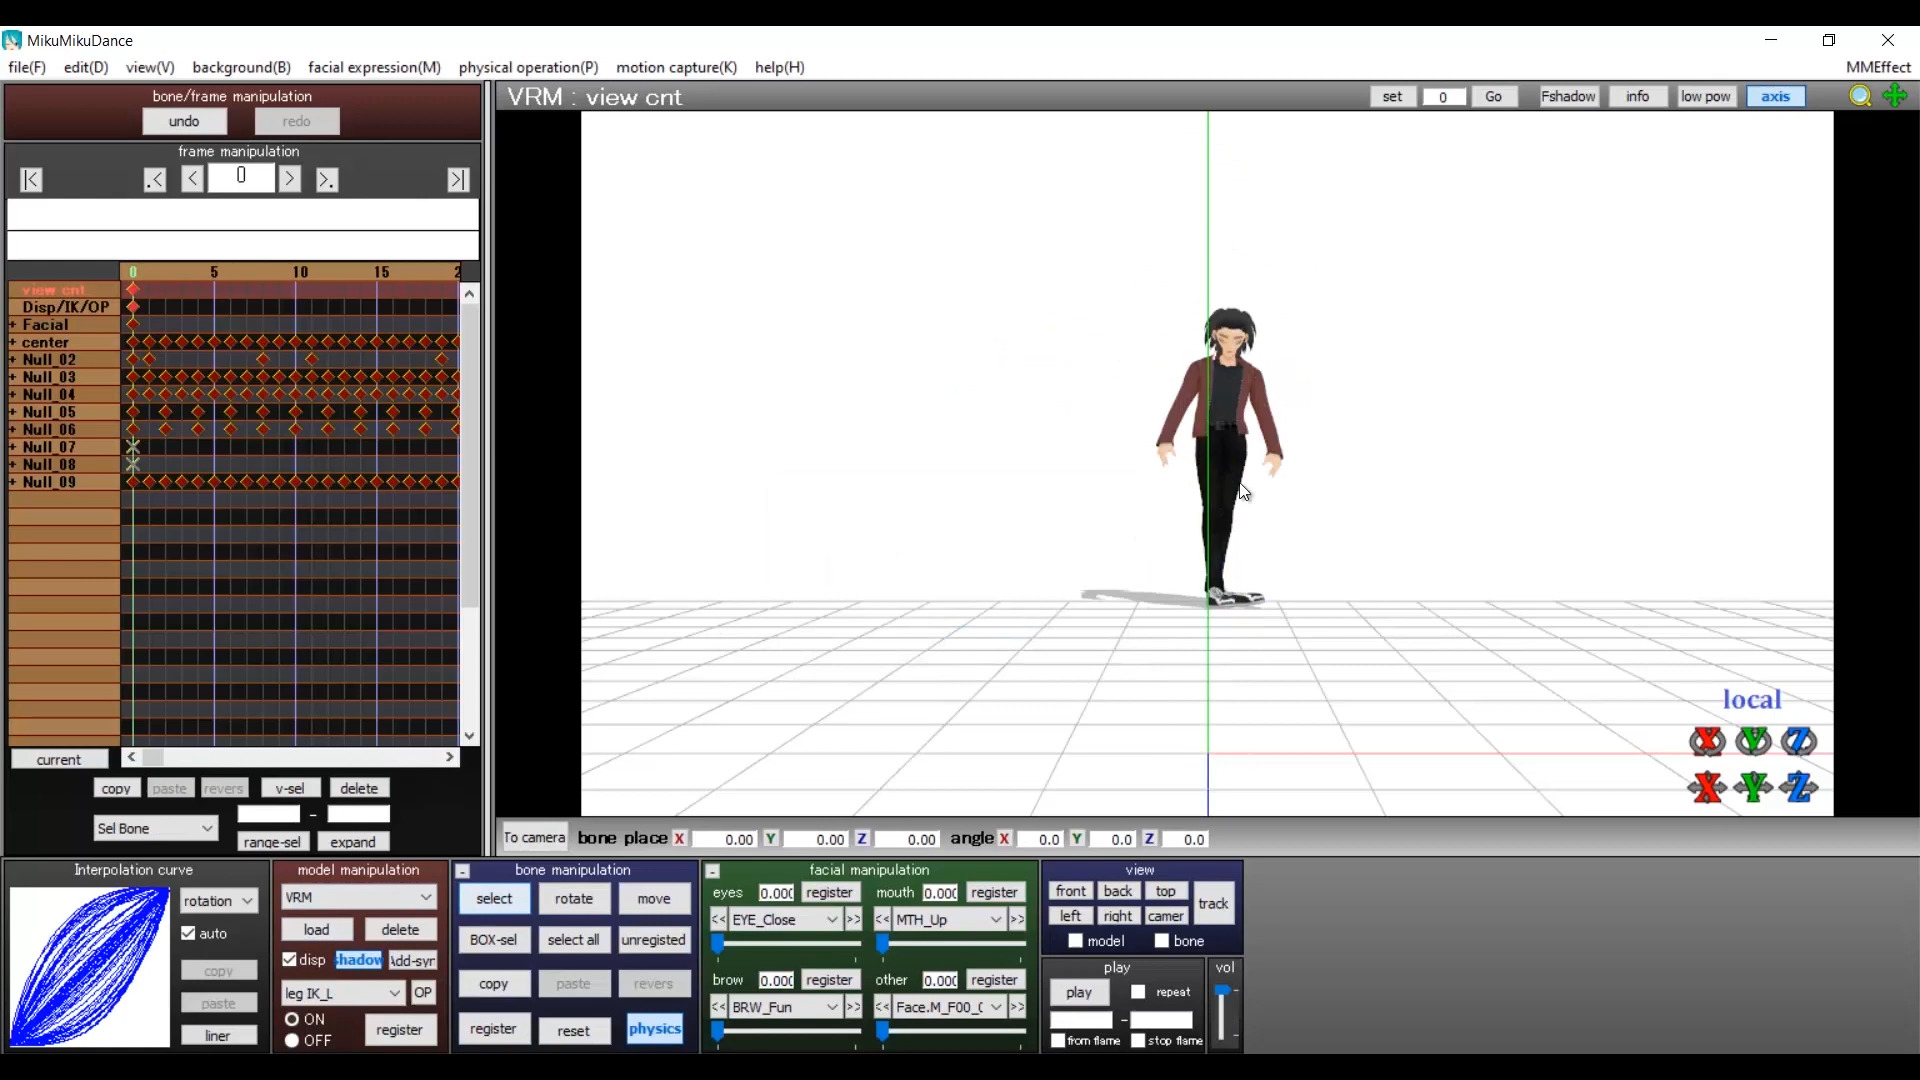 MikuMikuDance
file(F) edit(D) view(V) background(B) facial expression(M) physical operation(P) motion capture(K) help(H) MMEffect
bone/frame manipulation
undo redo
frame manipulation
|< .< < 0 > >. >|
VRM : view cnt set 0 Go Fshadow info low pow axis
0 5 10 15 2
view cnt
Disp/IK/OP
+ Facial
+ center
+ Null_02
+ Null_03
+ Null_04
+ Null_05
+ Null_06
+ Null_07
+ Null_08
+ Null_09
local
X Y Z
X Y Z
current
copy paste revers v-sel delete
Sel Bone -
range-sel expand
To camera bone place X 0.00 Y 0.00 Z 0.00 angle X 0.0 Y 0.0 Z 0.0
Interpolation curve
rotation
auto
copy
paste
liner
model manipulation
VRM
load delete
disp shadow Add-syn
leg IK_L OP
ON
OFF
register
- bone manipulation
select rotate move
BOX-sel select all unregisted
copy paste revers
register reset physics
- facial manipulation
eyes 0.000 register mouth 0.000 register
<< EYE_Close >> << MTH_Up >>
brow 0.000 register other 0.000 register
<< BRW_Fun >> << Face.M_F00_( >>
view
front back top
left right camer track
model bone
play
play repeat
-
from flame stop flame
vol